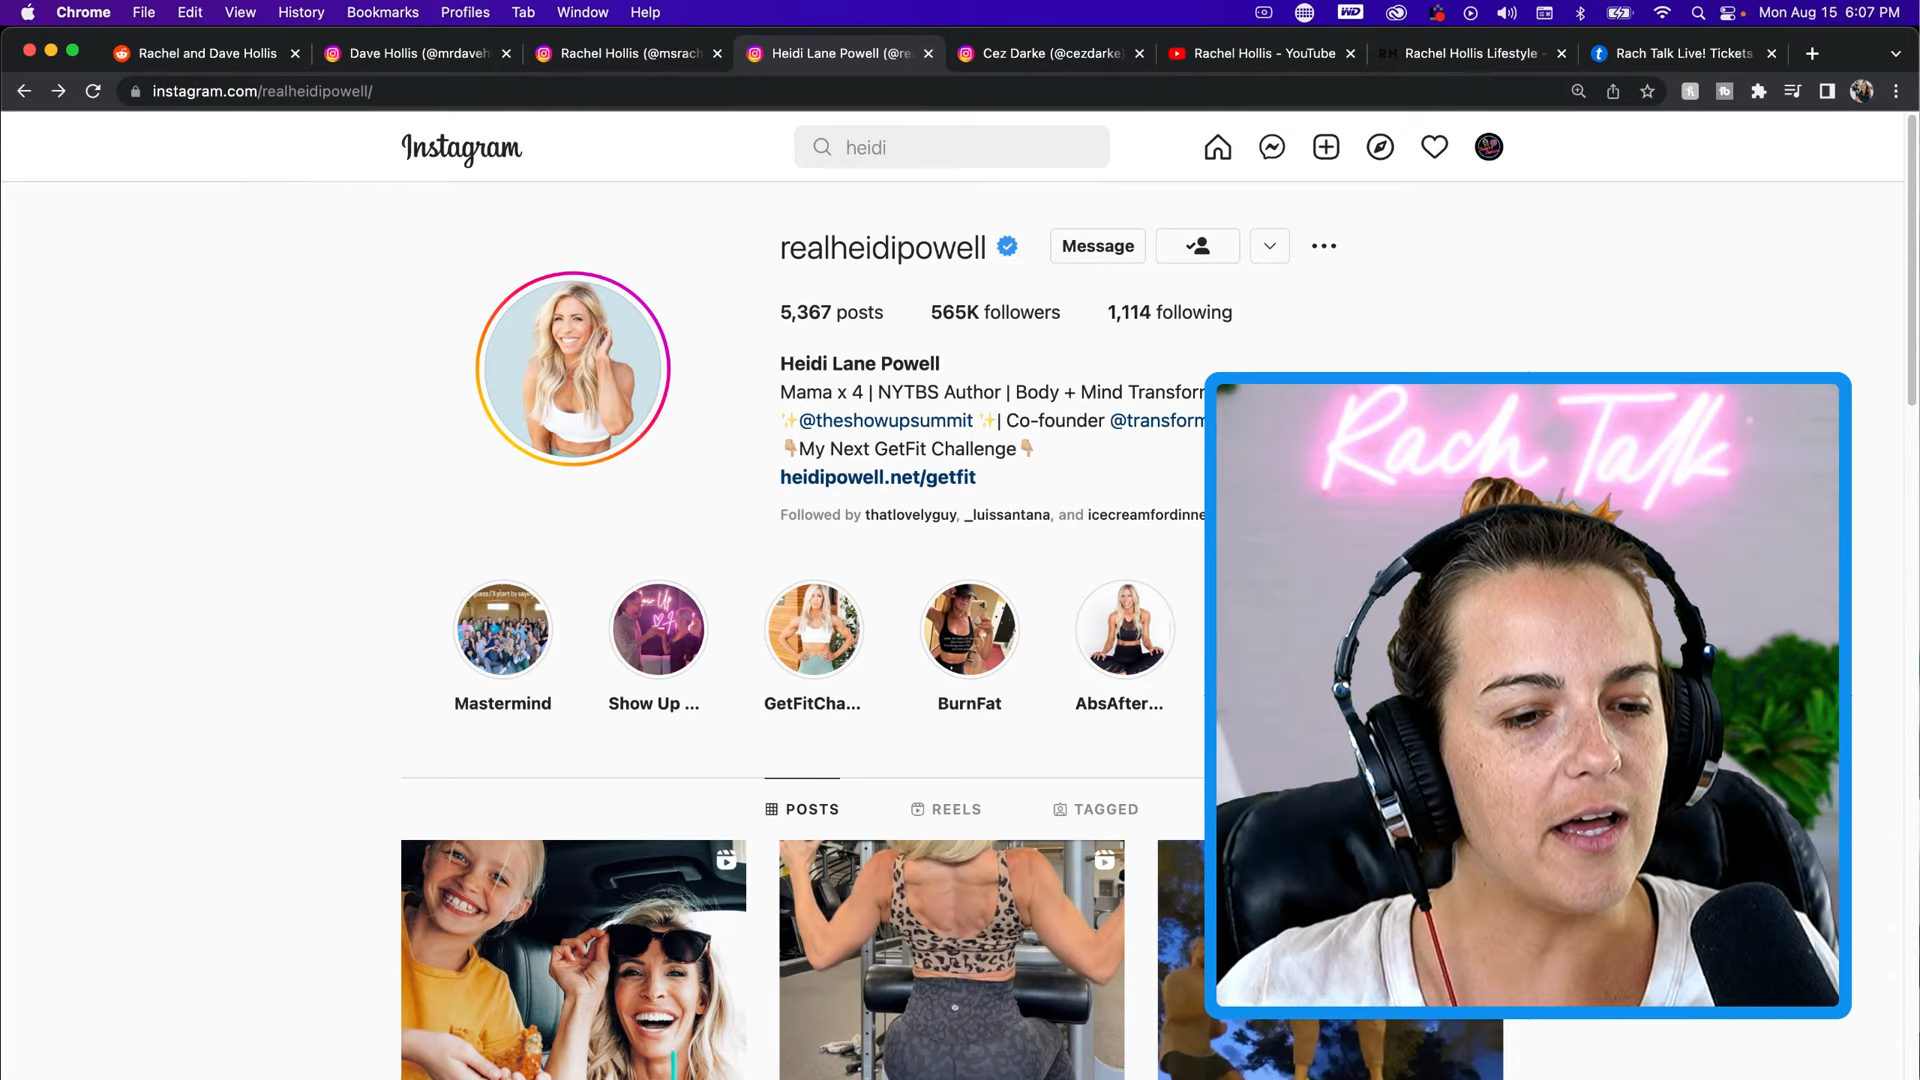 Chrome File Edit View History Bookmarks Profiles Tab Window Help
WD
Mon Aug 15 6:07 PM
Rachel and Dave Hollis
Dave Hollis (@mrdaveh
Rachel Hollis (@msrach
Heidi Lane Powell (@re
Cez Darke (@cezdarke)
Rachel Hollis - YouTube
RH Rachel Hollis Lifestyle -
Rach Talk Live! Tickets
instagram.com/realheidipowell/
Instagram
heidi
realheidipowell
Message
5,367 posts 565K followers 1,114 following
Heidi Lane Powell
Mama x 4 | NYTBS Author | Body + Mind Transform
✨@theshowupsummit ✨| Co-founder @transform
👇🏼My Next GetFit Challenge👇🏼
heidipowell.net/getfit
Followed by thatlovelyguy, _luissantana, and icecreamfordinne
Rach Talk
Mastermind
Show Up ...
GetFitCha...
BurnFat
AbsAfter...
POSTS
REELS
TAGGED